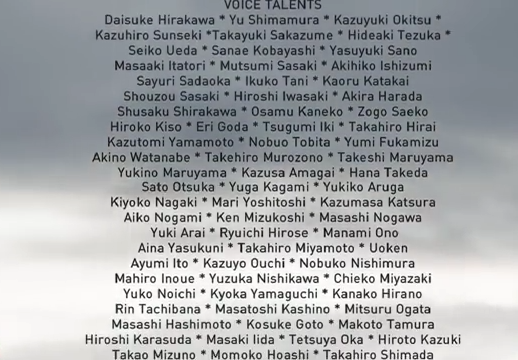 VOICE TALENTS
Daisuke Hirakawa * Yu Shimamura * Kazuyuki Okitsu *
Kazuhiro Sunseki *Takayuki Sakazume * Hideaki Tezuka *
Seiko Ueda * Sanae Kobayashi * Yasuyuki Sano
Masaaki Itatori * Mutsumi Sasaki * Akihiko Ishizumi
Sayuri Sadaoka * Ikuko Tani * Kaoru Katakai
Shouzou Sasaki * Hiroshi Iwasaki * Akira Harada
Shusaku Shirakawa * Osamu Kaneko * Zogo Saeko
Hiroko Kiso * Eri Goda * Tsugumi Iki * Takahiro Hirai
Kazutomi Yamamoto * Nobuo Tobita * Yumi Fukamizu
Akino Watanabe * Takehiro Murozono * Takeshi Maruyama
Yukino Maruyama * Kazusa Amagai * Hana Takeda
Sato Otsuka * Yuga Kagami * Yukiko Aruga
Kiyoko Nagaki * Mari Yoshitoshi * Kazumasa Katsura
Aiko Nogami * Ken Mizukoshi * Masashi Nogawa
Yuki Arai * Ryuichi Hirose * Manami Ono
Aina Yasukuni * Takahiro Miyamoto * Uoken
Ayumi Ito * Kazuyo Ouchi * Nobuko Nishimura
Mahiro Inoue * Yuzuka Nishikawa * Chieko Miyazaki
Yuko Noichi * Kyoka Yamaguchi * Kanako Hirano
Rin Tachibana * Masatoshi Kashino * Mitsuru Ogata
Masashi Hashimoto * Kosuke Goto * Makoto Tamura
Hiroshi Karasuda * Masaki Iida * Tetsuya Oka * Hiroto Kazuki
Takao Mizuno * Momoko Hoashi * Takahiro Shimada